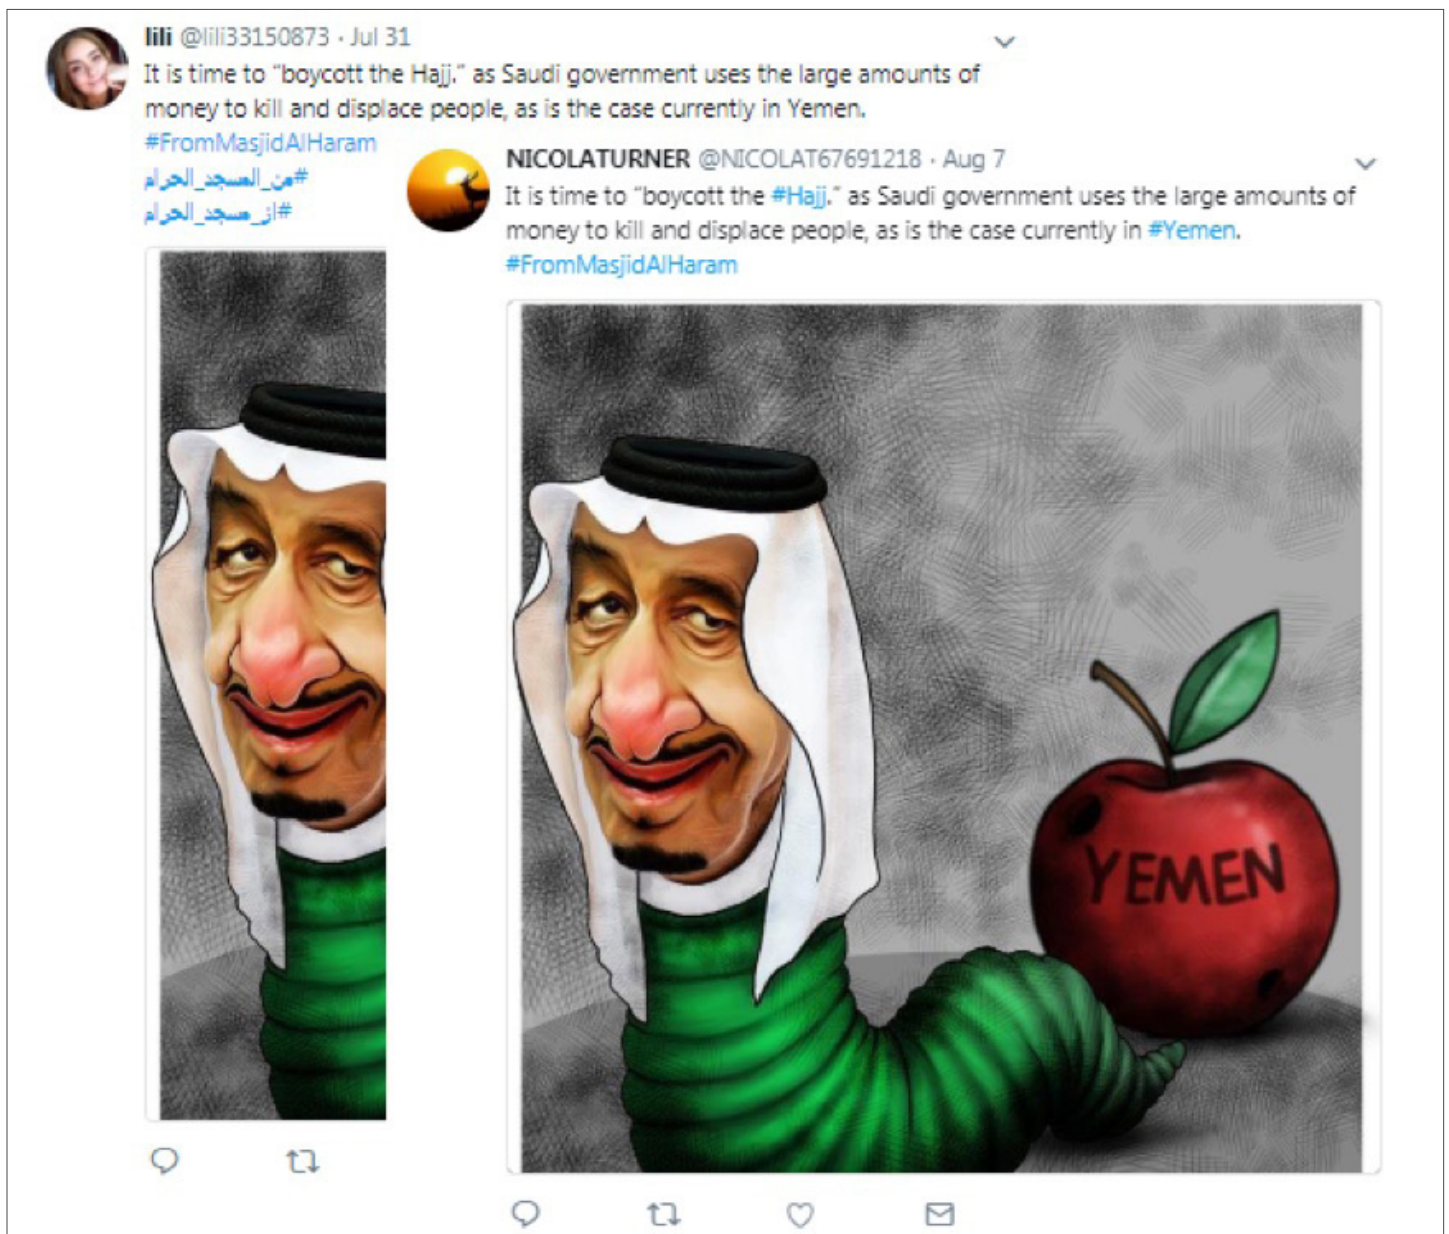 lili @lili33150873 · Jul 31
It is time to "boycott the Hajj." as Saudi government uses the large amounts of
money to kill and displace people, as is the case currently in Yemen.
#FromMasjidAlHaram
#من_المسجد_الحرام
#از_مسجد_الحرام
NICOLATURNER @NICOLAT67691218 · Aug 7
It is time to "boycott the #Hajj." as Saudi government uses the large amounts of
money to kill and displace people, as is the case currently in #Yemen.
#FromMasjidAlHaram
YEMEN